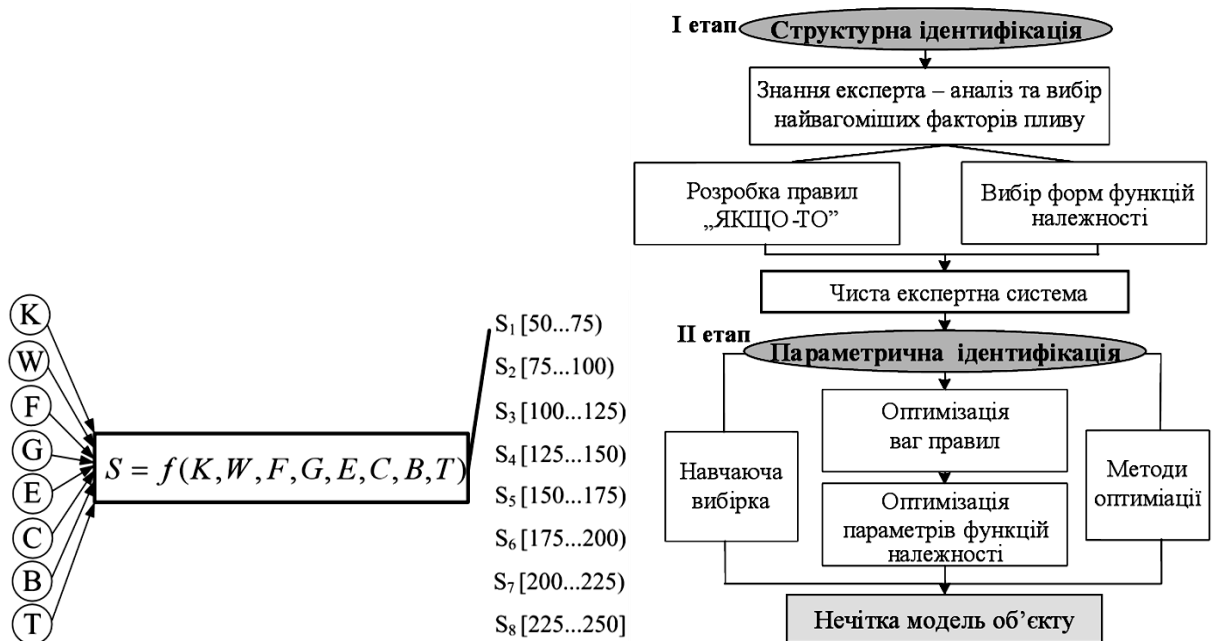 K
W
F
G
E
C
B
T
S = f(K,W,F,G,E,C,B,T)
S₁ [50...75)
S₂ [75...100)
S₃ [100...125)
S₄ [125...150)
S₅ [150...175)
S₆ [175...200)
S₇ [200...225)
S₈ [225...250]
І етап
Структурна ідентифікація
Знання експерта – аналіз та вибір
найвагоміших факторів пливу
Розробка правил
„ЯКЩО-ТО”
Вибір форм функцій
належності
Чиста експертна система
ІІ етап
Параметрична ідентифікація
Оптимізація
ваг правил
Навчаюча
вибірка
Оптимізація
параметрів функцій
належності
Методи
оптиміації
Нечітка модель об’єкту